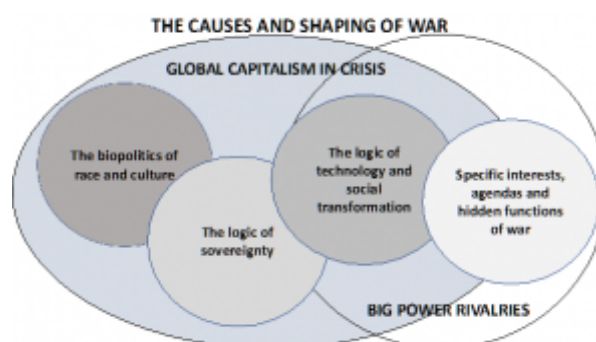 THE CAUSES AND SHAPING OF WAR
GLOBAL CAPITALISM IN CRISIS
The biopolitics of
race and culture
The logic of
sovereignty
The logic of
technology and
social
transformation
Specific interests,
agendas and
hidden functions
of war
BIG POWER RIVALRIES